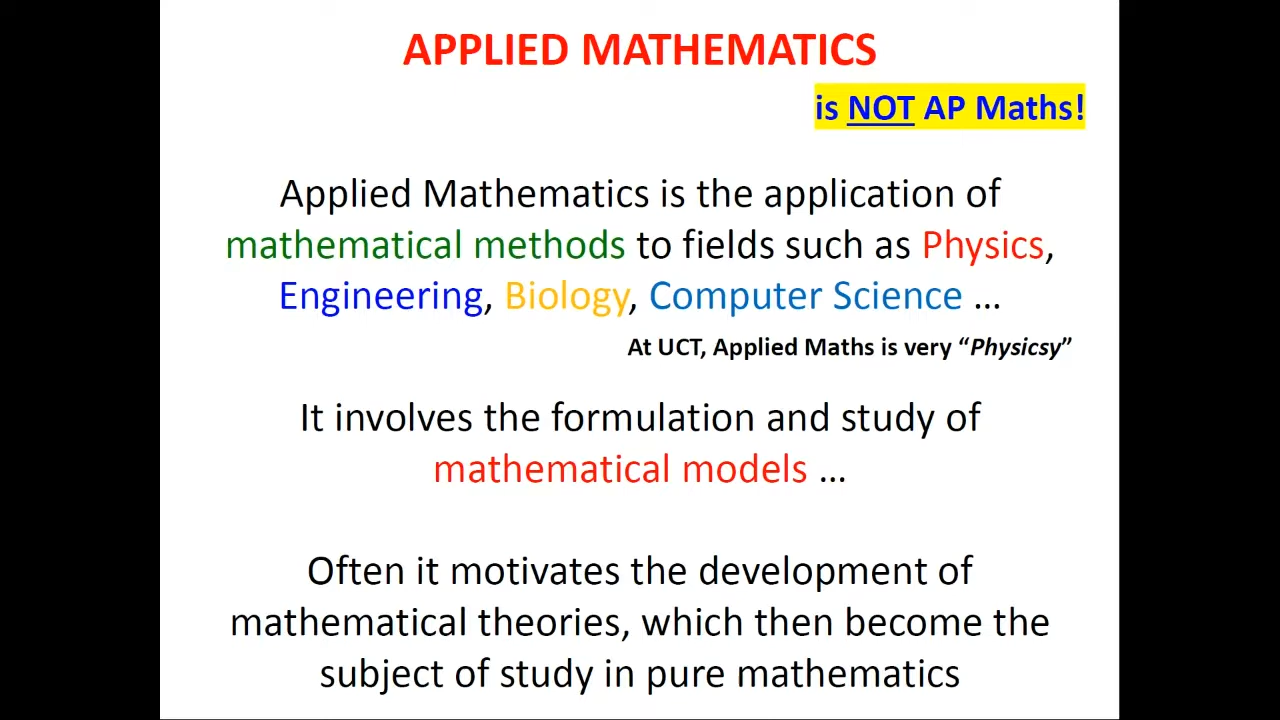 APPLIED MATHEMATICS
is NOT AP Maths!
Applied Mathematics is the application of
mathematical methods to fields such as Physics,
Engineering, Biology, Computer Science …
At UCT, Applied Maths is very “Physicsy”
It involves the formulation and study of
mathematical models …
Often it motivates the development of
mathematical theories, which then become the
subject of study in pure mathematics